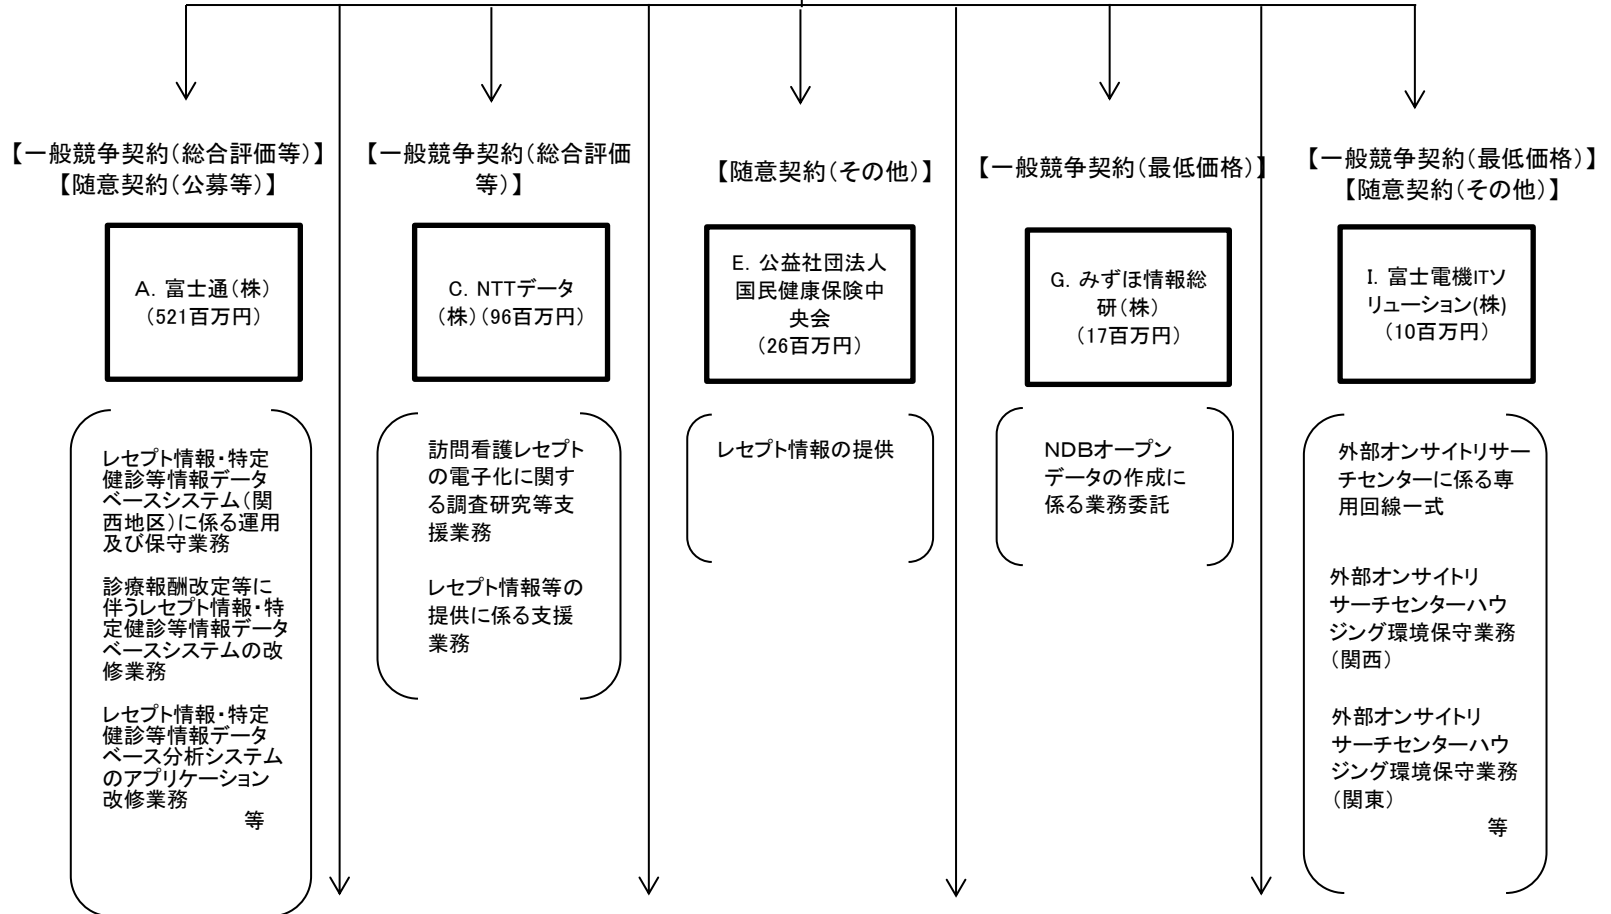 【一般競争契約（総合評価等）】
【随意契約（公募等）】
A．富士通（株）
（521百万円）
レセプト情報・特定
健診等情報データ
ベースシステム（関
西地区）に係る運用
及び保守業務
診療報酬改定等に
伴うレセプト情報・特
定健診等情報データ
ベースシステムの改
修業務
レセプト情報・特定
健診等情報データ
ベース分析システム
のアプリケーション
改修業務
等
【一般競争契約（総合評価
等）】
C．NTTデータ
（株）（96百万円）
訪問看護レセプト
の電子化に関す
る調査研究等支
援業務
レセプト情報等の
提供に係る支援
業務
【随意契約（その他）】
E．公益社団法人
国民健康保険中
央会
（26百万円）
レセプト情報の提供
【一般競争契約（最低価格）】
G．みずほ情報総
研（株）
（17百万円）
NDBオープン
データの作成に
係る業務委託
【一般競争契約（最低価格）】
【随意契約（その他）】
I．富士電機ITソ
リューション(株)
（10百万円）
外部オンサイトリサー
チセンターに係る専
用回線一式
外部オンサイトリ
サーチセンターハウ
ジング環境保守業務
（関西）
外部オンサイトリ
サーチセンターハウ
ジング環境保守業務
（関東）
等